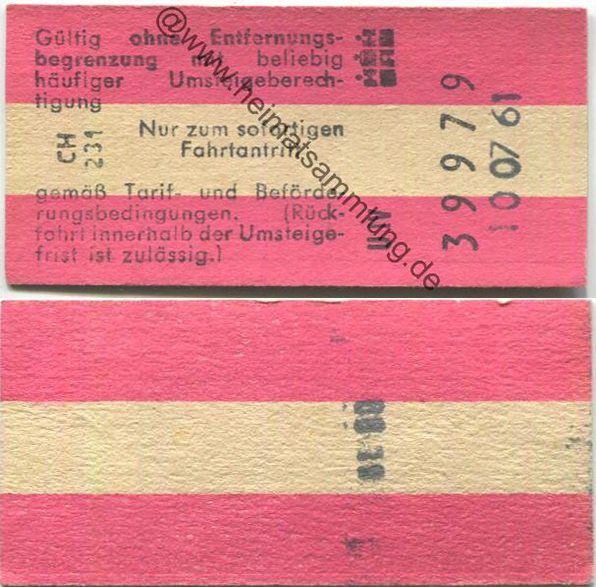 Gültig ohne Entfernungs-
begrenzung mit beliebig
häufiger Umsteigeberech-
tigung
CH
231
Nur zum sofortigen
Fahrtantritt
gemäß Tarif- und Beförde-
rungsbedingungen. (Rück-
fahrt innerhalb der Umsteige-
frist ist zulässig.)
39979
10 07 61
@www.heimatsammlung.de